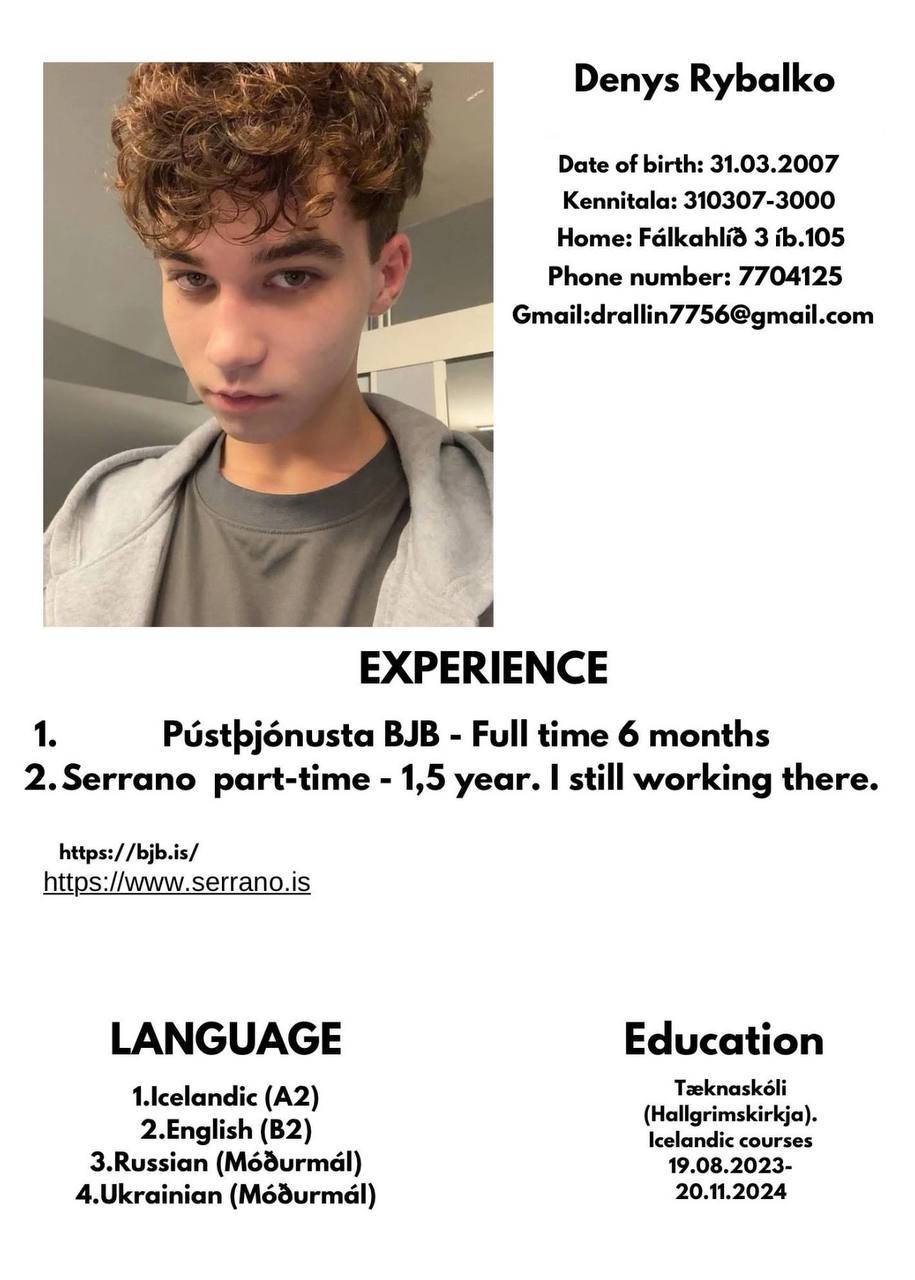 Denys Rybalko
Date of birth: 31.03.2007
Kennitala: 310307-3000
Home: Fálkahlíð 3 íb.105
Phone number: 7704125
Gmail:drallin7756@gmail.com
EXPERIENCE
1. Pústþjónusta BJB - Full time 6 months
2. Serrano part-time - 1,5 year. I still working there.
https://bjb.is/
https://www.serrano.is
LANGUAGE
1.Icelandic (A2)
2.English (B2)
3.Russian (Móðurmál)
4.Ukrainian (Móðurmál)
Education
Tæknaskóli
(Hallgrimskirkja).
Icelandic courses
19.08.2023-
20.11.2024